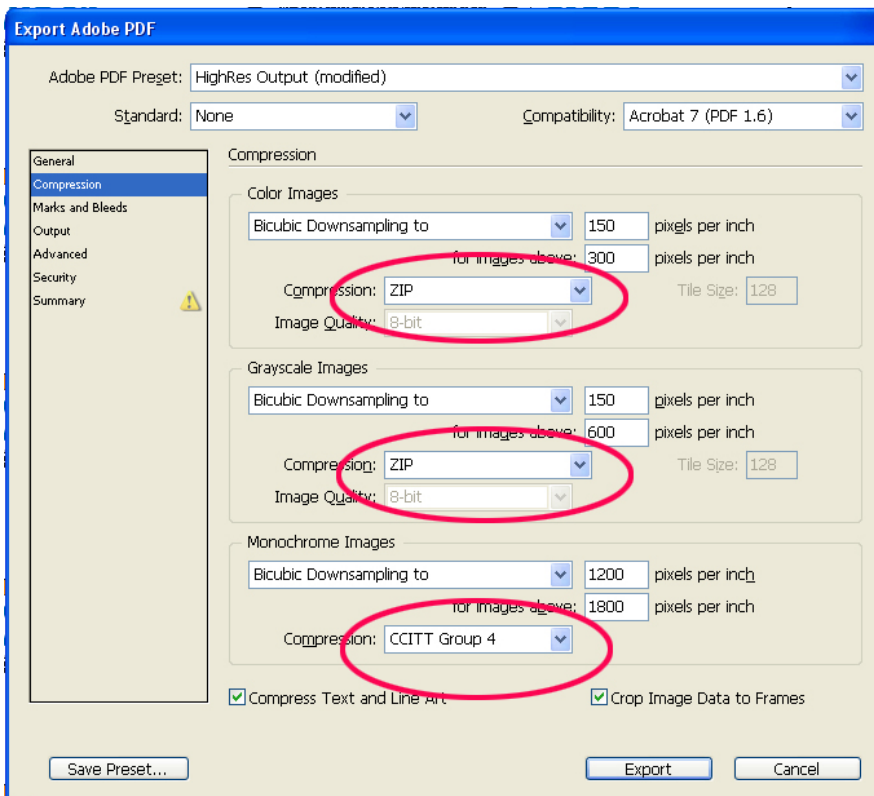 Export Adobe PDF
Adobe PDF Preset: HighRes Output (modified)
Standard: None Compatibility: Acrobat 7 (PDF 1.6)
General
Compression
Marks and Bleeds
Output
Advanced
Security
Summary
Compression
Color Images
Bicubic Downsampling to 150 pixels per inch
for images above: 300 pixels per inch
Compression: ZIP Tile Size: 128
Image Quality: 8-bit
Grayscale Images
Bicubic Downsampling to 150 pixels per inch
for images above: 600 pixels per inch
Compression: ZIP Tile Size: 128
Image Quality: 8-bit
Monochrome Images
Bicubic Downsampling to 1200 pixels per inch
for images above: 1800 pixels per inch
Compression: CCITT Group 4
Compress Text and Line Art Crop Image Data to Frames
Save Preset... Export Cancel